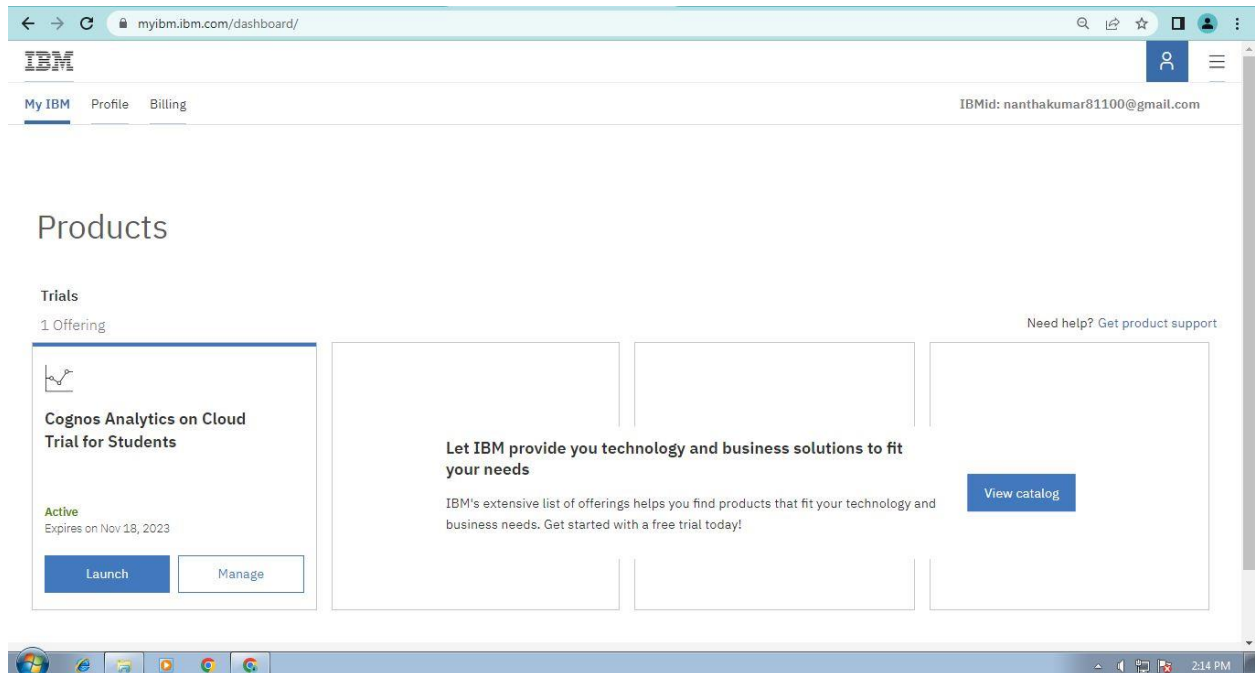 myibm.ibm.com/dashboard/
IBM
My IBM Profile Billing IBMid: nanthakumar81100@gmail.com
Products
Trials
1 Offering
Need help? Get product support
Cognos Analytics on Cloud
Trial for Students
Active
Expires on Nov 18, 2023
Launch Manage
Let IBM provide you technology and business solutions to fit
your needs
IBM's extensive list of offerings helps you find products that fit your technology and
business needs. Get started with a free trial today!
View catalog
2:14 PM